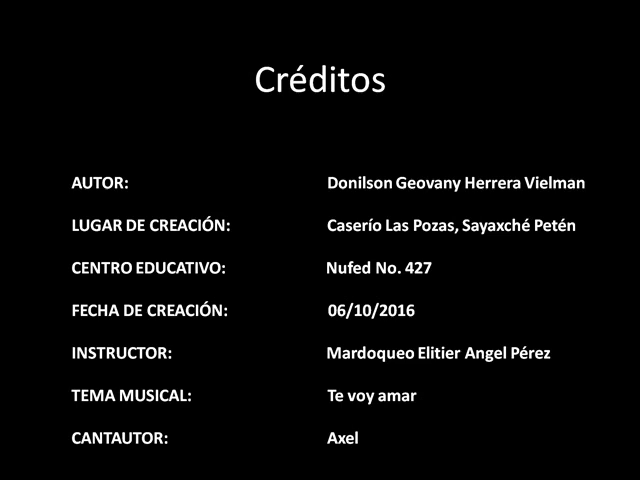 Créditos
AUTOR: Donilson Geovany Herrera Vielman
LUGAR DE CREACIÓN: Caserío Las Pozas, Sayaxché Petén
CENTRO EDUCATIVO: Nufed No. 427
FECHA DE CREACIÓN: 06/10/2016
INSTRUCTOR: Mardoqueo Elitier Angel Pérez
TEMA MUSICAL: Te voy amar
CANTAUTOR: Axel